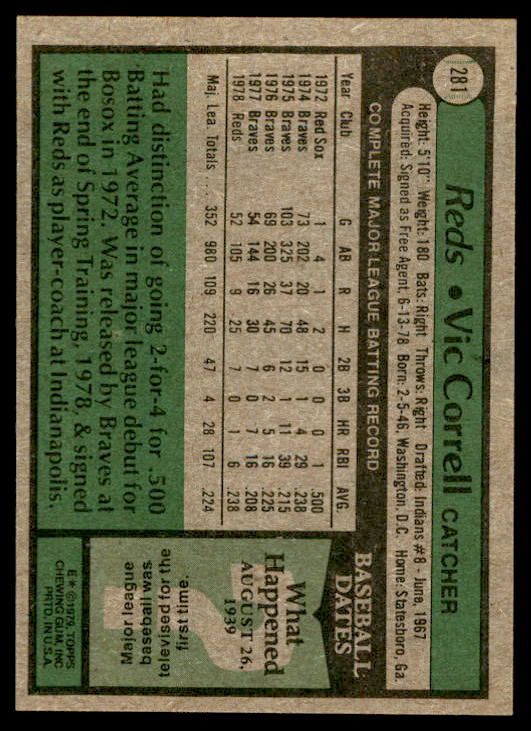 281
Reds • Vic Correll CATCHER
Height: 5'10" Weight: 180 Bats: Right Throws: Right Drafted: Indians #8 - June, 1967
Acquired: Signed as Free Agent, 6-13-78 Born: 2-5-46, Washington, D.C. Home: Statesboro, Ga.
COMPLETE MAJOR LEAGUE BATTING RECORD
Year Club G AB R H 2B 3B HR RBI AVG.
1972 Red Sox 1 4 1 2 0 0 0 1 .500
1974 Braves 73 202 20 48 15 1 4 29 .238
1975 Braves 103 325 37 70 12 1 11 39 .215
1976 Braves 69 200 26 45 6 2 5 16 .225
1977 Braves 54 144 16 30 7 0 7 16 .208
1978 Reds 52 105 9 25 7 0 1 6 .238
Maj. Lea. Totals ... 352 980 109 220 47 4 28 107 .224
Had distinction of going 2-for-4 for .500
Batting Average in major league debut for
Bosox in 1972. Was released by Braves at
the end of Spring Training, 1978, & signed
with Reds as player-coach at Indianapolis.
BASEBALL
DATES
What
Happened
AUGUST 26,
1939
?
Major league
baseball was
televised for the
first time.
E* © 1979, TOPPS
CHEWING GUM, INC
PRTD. IN U.S.A.